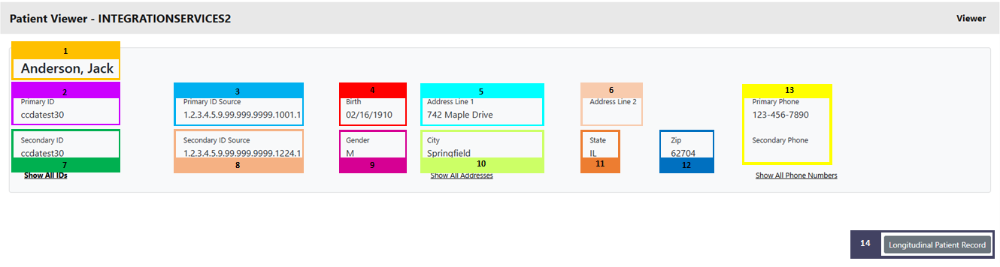 Patient Viewer - INTEGRATIONSERVICES2
Viewer
1
Anderson, Jack
2
Primary ID
ccdatest30
3
Primary ID Source
1.2.3.4.5.9.99.999.9999.1001.1
4
Birth
02/16/1910
5
Address Line 1
742 Maple Drive
6
Address Line 2
13
Primary Phone
123-456-7890
Secondary Phone
Secondary ID
ccdatest30
7
Secondary ID Source
1.2.3.4.5.9.99.999.9999.1224.1
8
Gender
M
9
City
Springfield
10
State
IL
11
Zip
62704
12
Show All IDs
Show All Addresses
Show All Phone Numbers
14
Longitudinal Patient Record